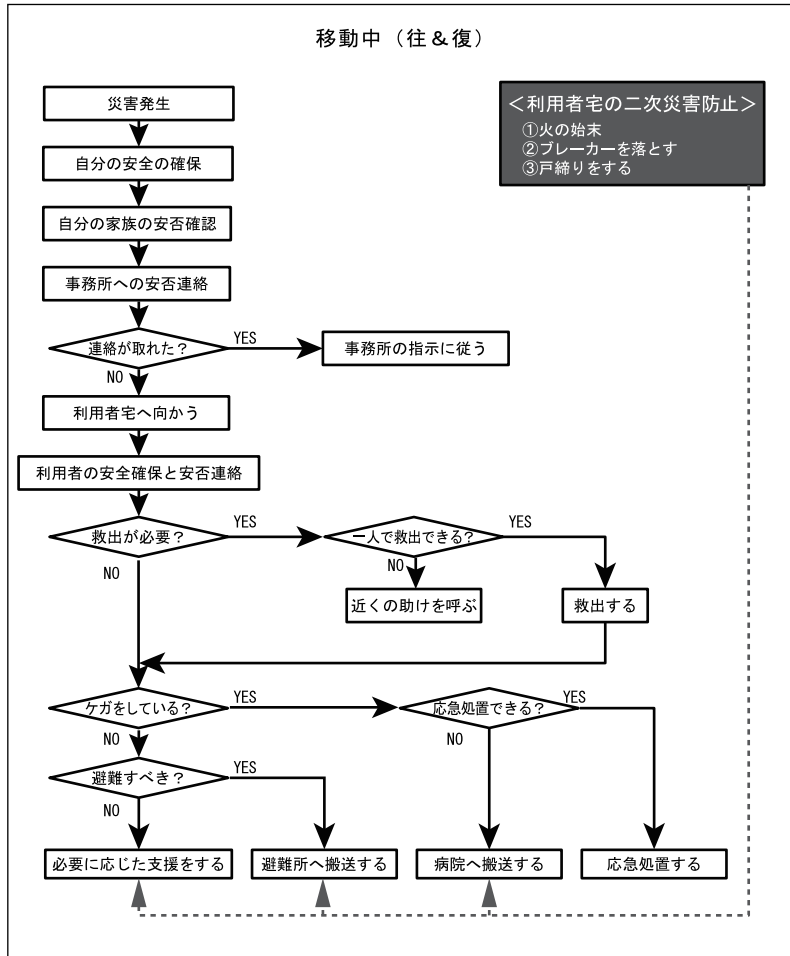 移動中（往＆復）
災害発生
＜利用者宅の二次災害防止＞
①火の始末
②ブレーカーを落とす
③戸締りをする
自分の安全の確保
自分の家族の安否確認
事務所への安否連絡
連絡が取れた？
YES
事務所の指示に従う
NO
利用者宅へ向かう
利用者の安全確保と安否連絡
救出が必要？
YES
一人で救出できる？
YES
NO
NO
近くの助けを呼ぶ
救出する
ケガをしている？
YES
応急処置できる？
YES
NO
NO
避難すべき？
YES
NO
必要に応じた支援をする
避難所へ搬送する
病院へ搬送する
応急処置する